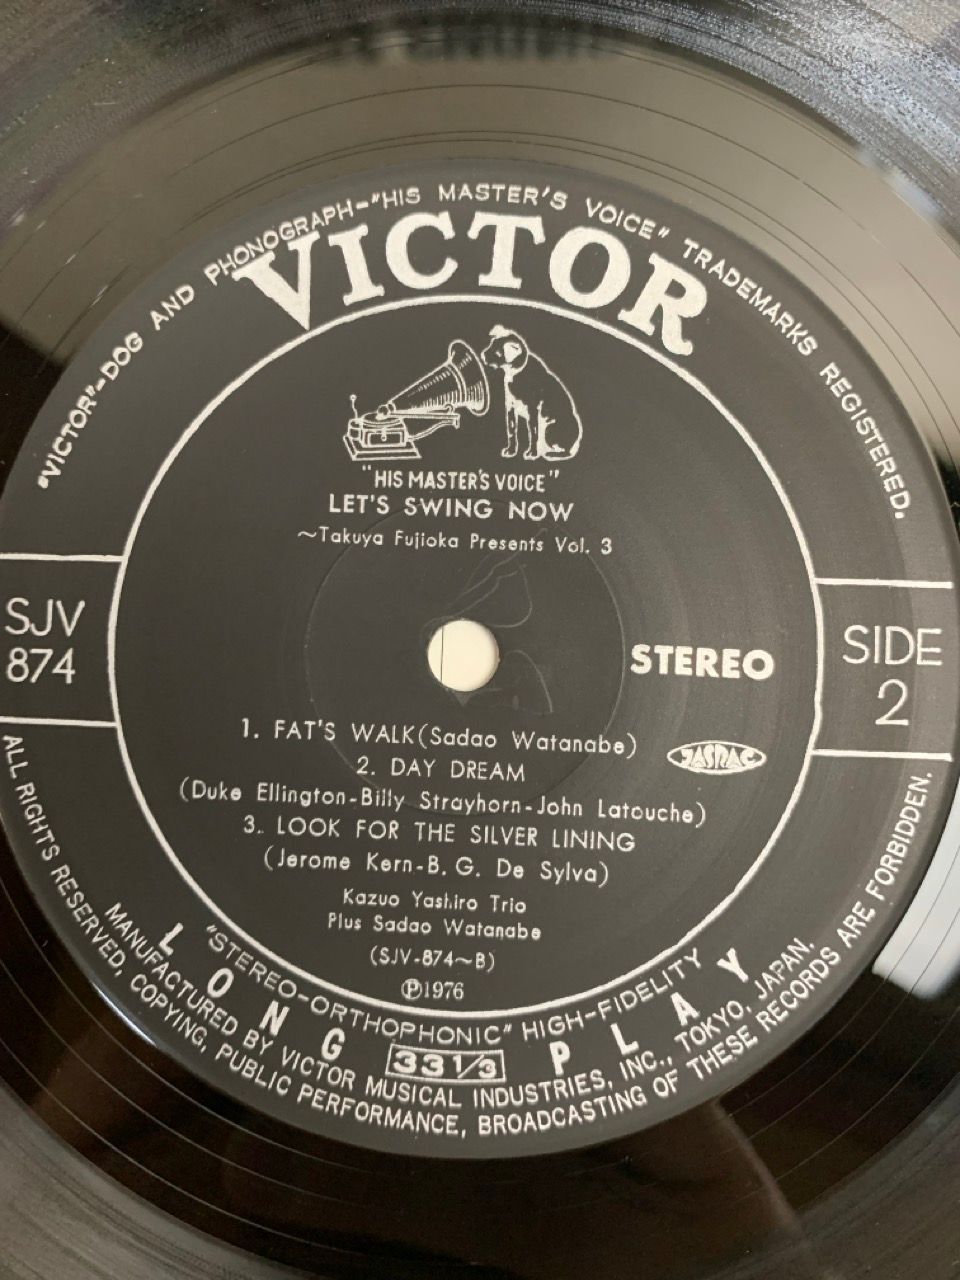 "VICTOR"-DOG AND PHONOGRAPH-"HIS MASTER'S VOICE" TRADEMARKS REGISTERED.
VICTOR
"HIS MASTER'S VOICE"
LET'S SWING NOW
~Takuya Fujioka Presents Vol. 3
SJV
874
STEREO
SIDE
2
1. FAT'S WALK(Sadao Watanabe)
JASRAC
2. DAY DREAM
(Duke Ellington-Billy Strayhorn-John Latouche)
3. LOOK FOR THE SILVER LINING
(Jerome Kern-B. G. De Sylva)
Kazuo Yashiro Trio
Plus Sadao Watanabe
(SJV-874~B)
℗1976
"STEREO-ORTHOPHONIC" HIGH-FIDELITY
LONG 33 1/3 PLAY
MANUFACTURED BY VICTOR MUSICAL INDUSTRIES, INC., TOKYO, JAPAN.
ALL RIGHTS RESERVED, COPYING, PUBLIC PERFORMANCE, BROADCASTING OF THESE RECORDS ARE FORBIDDEN.